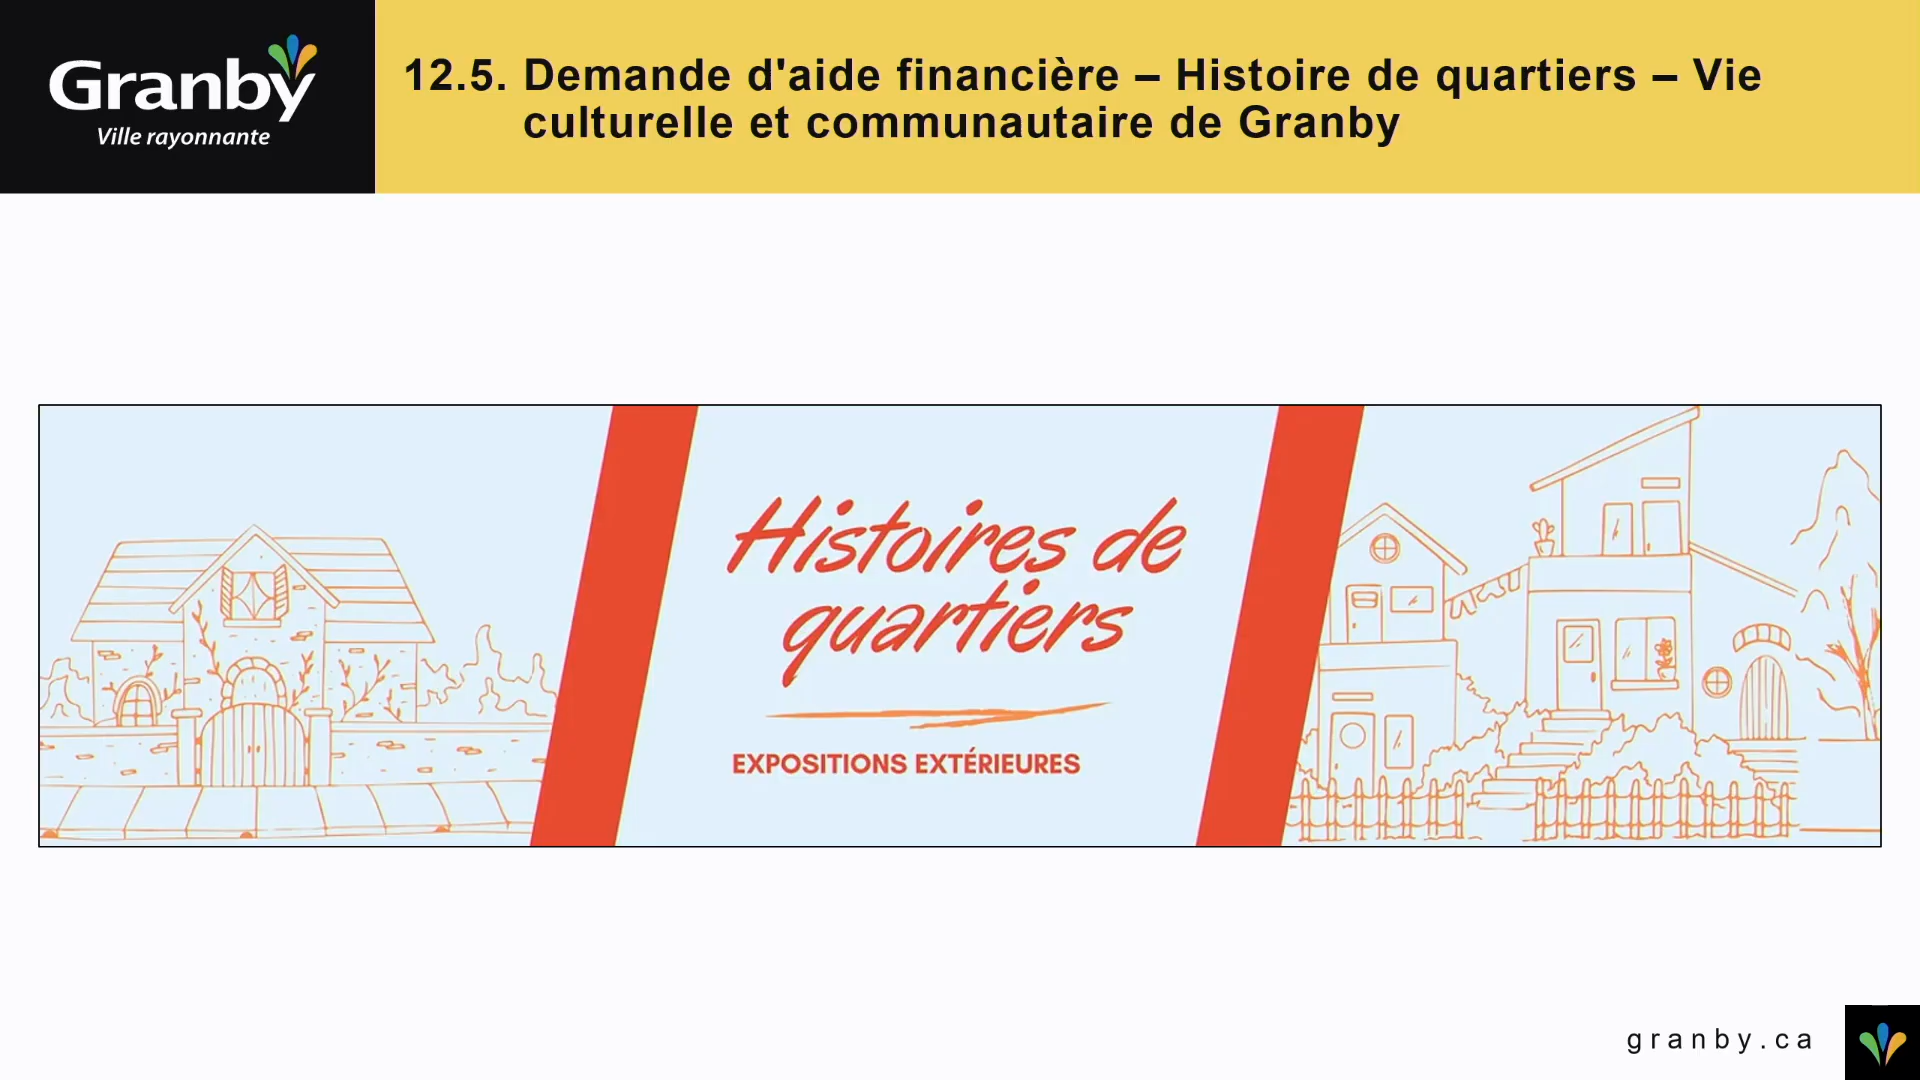 Granby
Ville rayonnante
12.5. Demande d'aide financière – Histoire de quartiers – Vie
culturelle et communautaire de Granby
Histoires de
quartiers
EXPOSITIONS EXTÉRIEURES
granby.ca